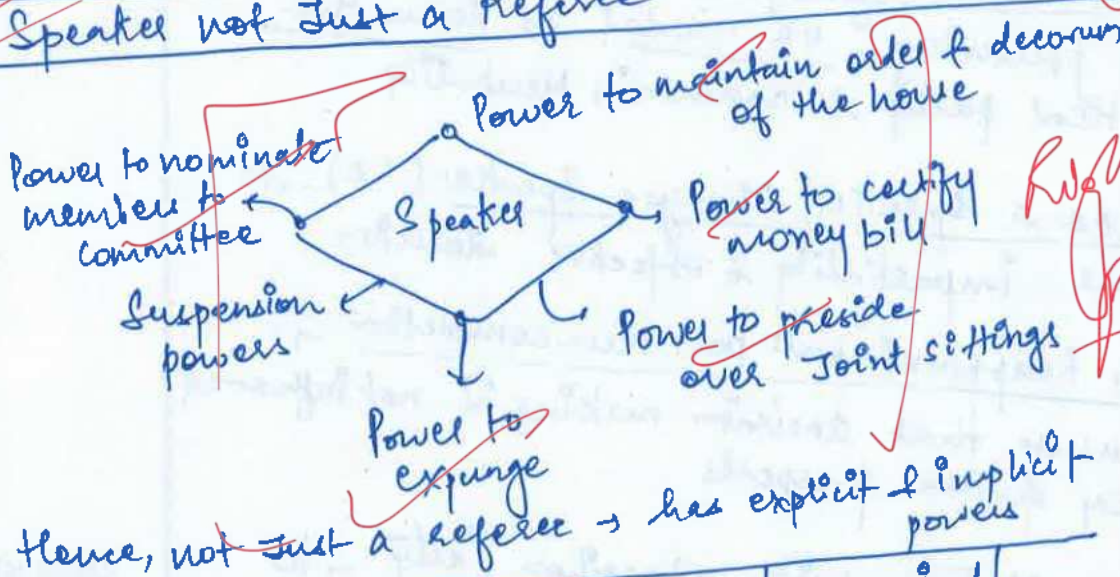 Speaker not Just a Refere
Power to maintain order & decorum
of the house
Power to nominate
members to
committee
Speaker
Power to certify
money bill
Suspension
powers
Power to preside
over Joint Sittings
Power to
expunge
Hence, not Just a referee → has explicit & implicit
powers